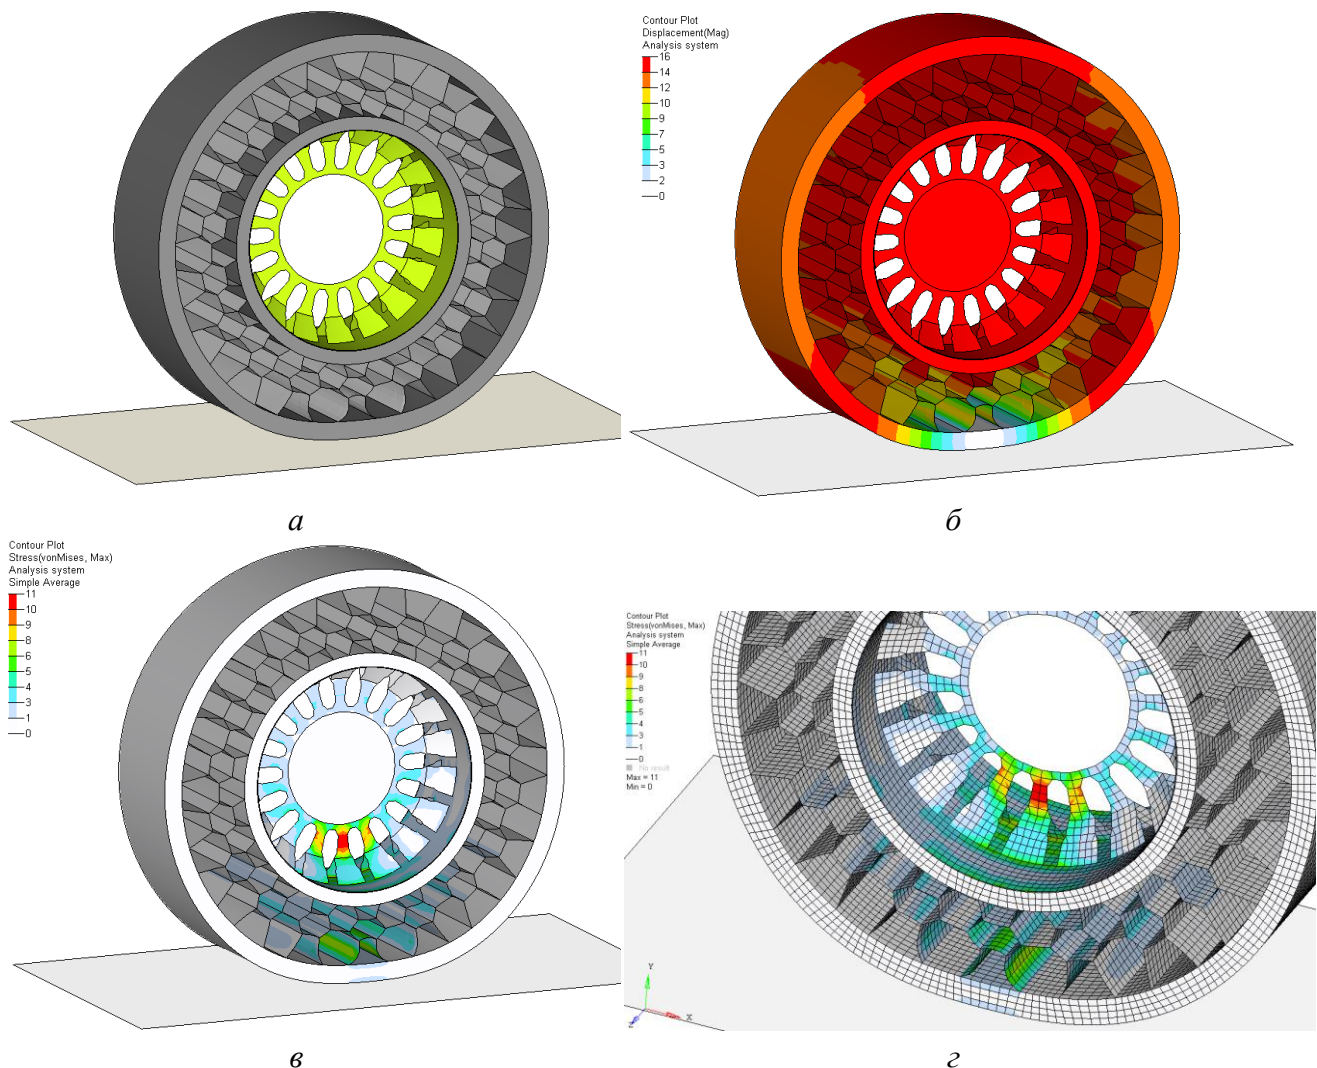 Contour Plot
Displacement(Mag)
Analysis system
16
14
12
10
9
7
5
3
2
0
а
б
Contour Plot
Stress(vonMises, Max)
Analysis system
Simple Average
11
10
9
8
6
5
4
3
1
0
Contour Plot
Stress(vonMises, Max)
Analysis system
Simple Average
11
10
9
8
6
5
4
3
1
0
No result
Max = 11
Min = 0
Y
X
Z
в
г